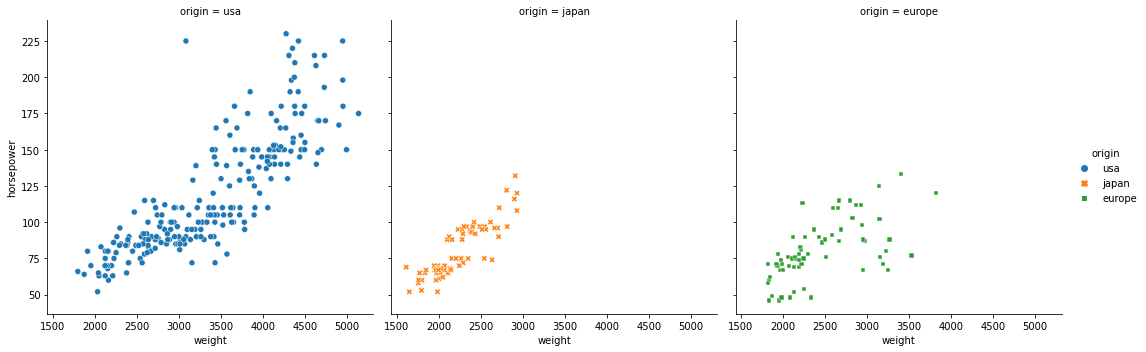 origin = usa
origin = japan
origin = europe
horsepower
225
200
175
150
125
100
75
50
1500 2000 2500 3000 3500 4000 4500 5000
1500 2000 2500 3000 3500 4000 4500 5000
1500 2000 2500 3000 3500 4000 4500 5000
weight
weight
weight
origin
usa
japan
europe